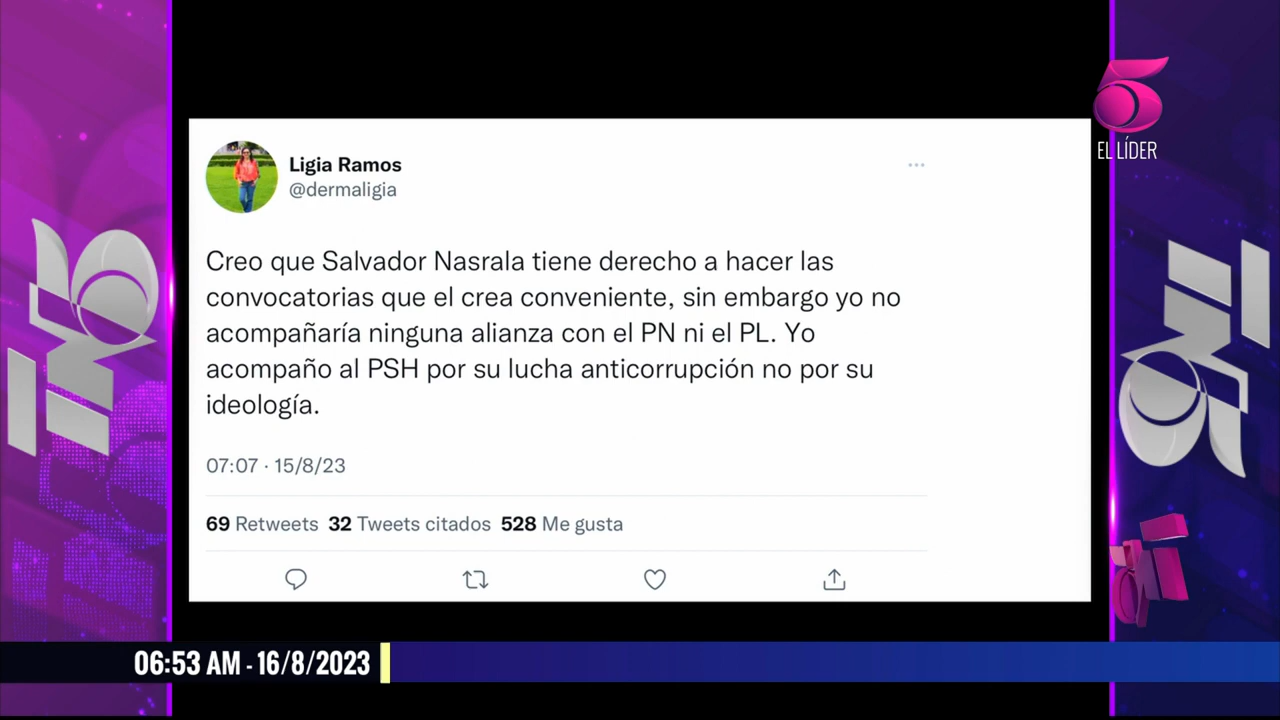 5
EL LÍDER
Ligia Ramos
@dermaligia
Creo que Salvador Nasrala tiene derecho a hacer las
convocatorias que el crea conveniente, sin embargo yo no
acompañaría ninguna alianza con el PN ni el PL. Yo
acompaño al PSH por su lucha anticorrupción no por su
ideología.
07:07 · 15/8/23
69 Retweets 32 Tweets citados 528 Me gusta
06:53 AM - 16/8/2023